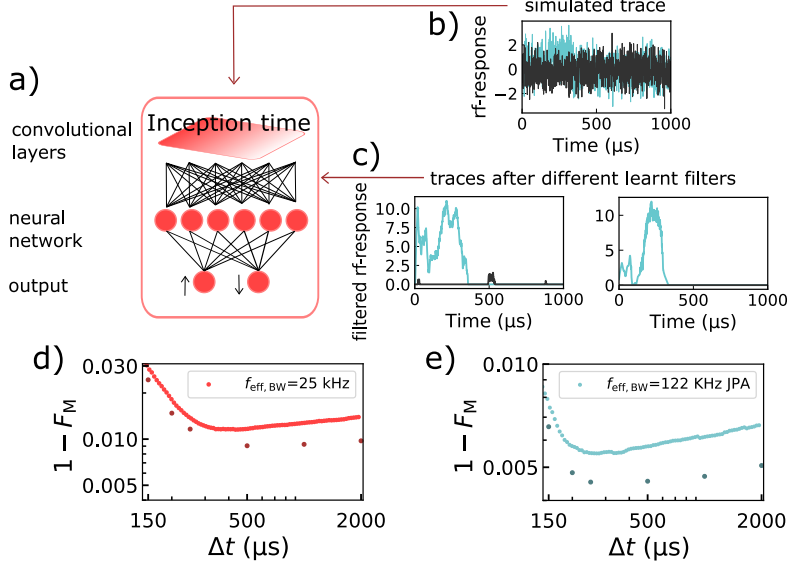 a)
Inception time
convolutional
layers
neural
network
output
↑
↓
simulated trace
b)
rf-response
2
0
−2
0
500
1000
Time (μs)
c)
traces after different learnt filters
filtered rf-response
10.0
7.5
5.0
2.5
0.0
0
500
1000
Time (μs)
10
5
0
0
500
1000
Time (μs)
d)
1 − F_M
0.030
0.010
0.005
f_eff, BW=25 kHz
150
500
2000
Δt (μs)
e)
1 − F_M
0.010
0.005
f_eff, BW=122 KHz JPA
150
500
2000
Δt (μs)